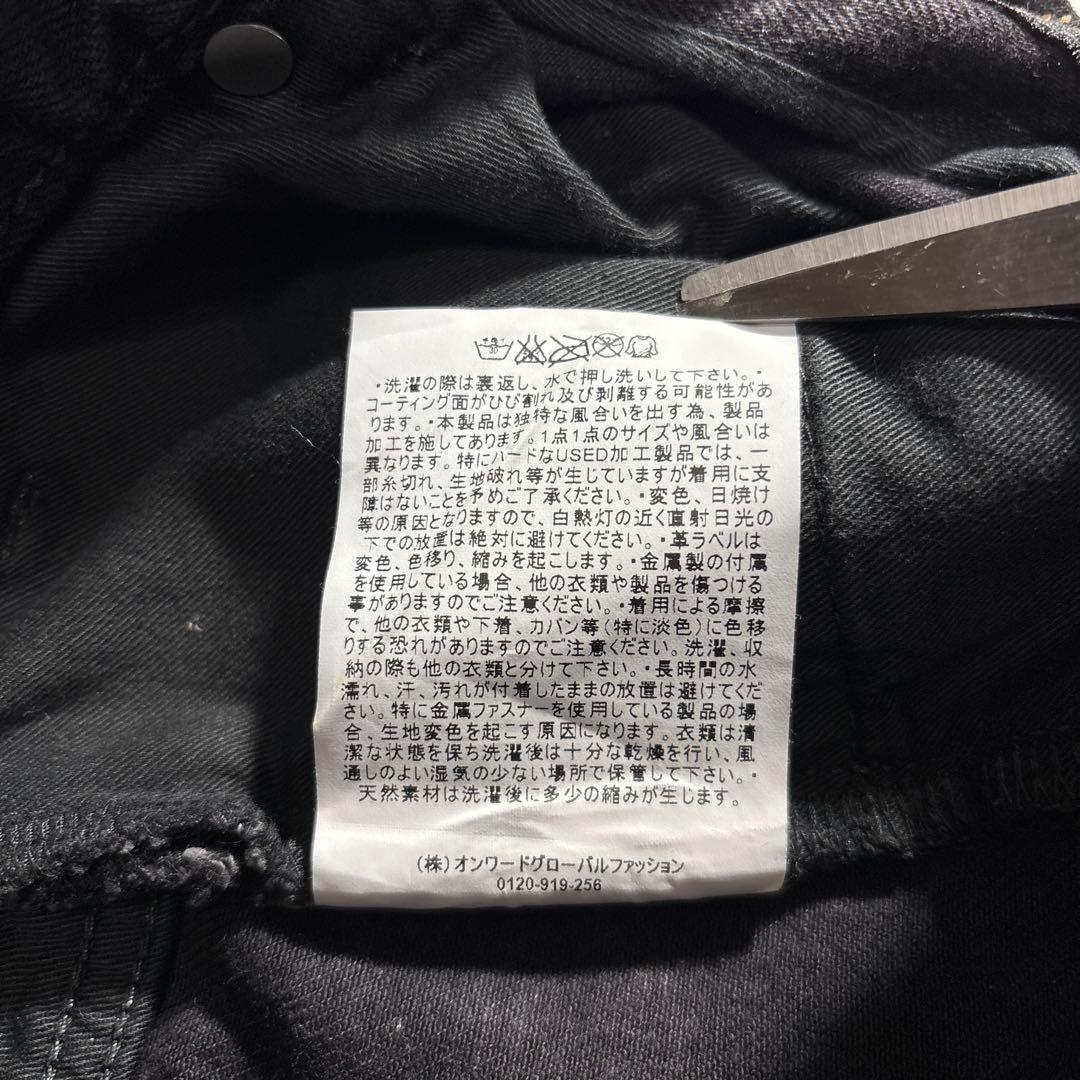 手洗イ
30
・洗濯の際は裏返し、水で押し洗いして下さい。・
コーティング面がひび割れ及び剥離する可能性があ
ります。・本製品は独特な風合いを出す為、製品
加工を施してあります。1点1点のサイズや風合いは
異なります。特にハードなUSED加工製品では、一
部糸切れ、生地破れ等が生じていますが着用に支
障はないことを予めご了承ください。・変色、日焼け
等の原因となりますので、白熱灯の近く直射日光の
下での放置は絶対に避けてください。・革ラベルは
変色、色移り、縮みを起こします。・金属製の付属
を使用している場合、他の衣類や製品を傷つける
事がありますのでご注意ください。・着用による摩擦
で、他の衣類や下着、カバン等(特に淡色)に色移
りする恐れがありますのでご注意ください。洗濯、収
納の際も他の衣類と分けて下さい。・長時間の水
濡れ、汗、汚れが付着したままの放置は避けてくだ
さい。特に金属ファスナーを使用している製品の場
合、生地変色を起こす原因になります。衣類は清
潔な状態を保ち洗濯後は十分な乾燥を行い、風
通しのよい湿気の少ない場所で保管して下さい。・
天然素材は洗濯後に多少の縮みが生じます。
(株)オンワードグローバルファッション
0120-919-256